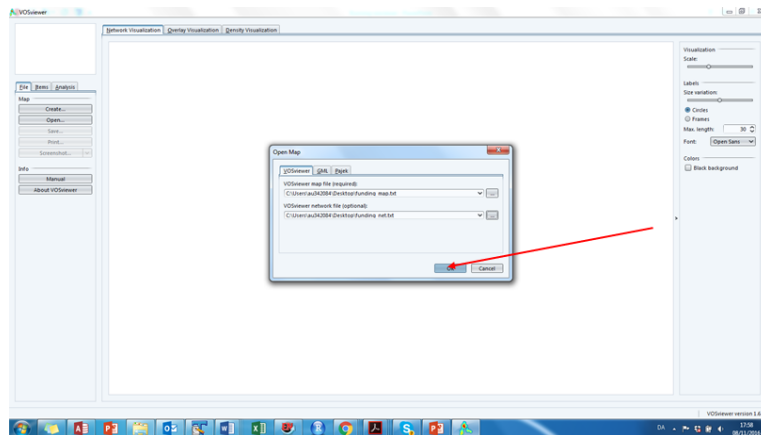 VOSviewer
Network Visualization Overlay Visualization Density Visualization
File Items Analysis
Map
Create...
Open...
Save...
Print...
Screenshot...
Info
Manual
About VOSviewer
Open Map
VOSviewer GML Pajek
VOSviewer map file (required):
C:\Users\au342084\Desktop\funding_map.txt
VOSviewer network file (optional):
C:\Users\au342084\Desktop\funding_net.txt
Cancel
Visualization
Scale:
Labels
Size variation:
Circles
Frames
Max. length: 30
Font: Open Sans
Colors
Black background
VOSviewer version 1.6
DA
17:58
08/11/2016